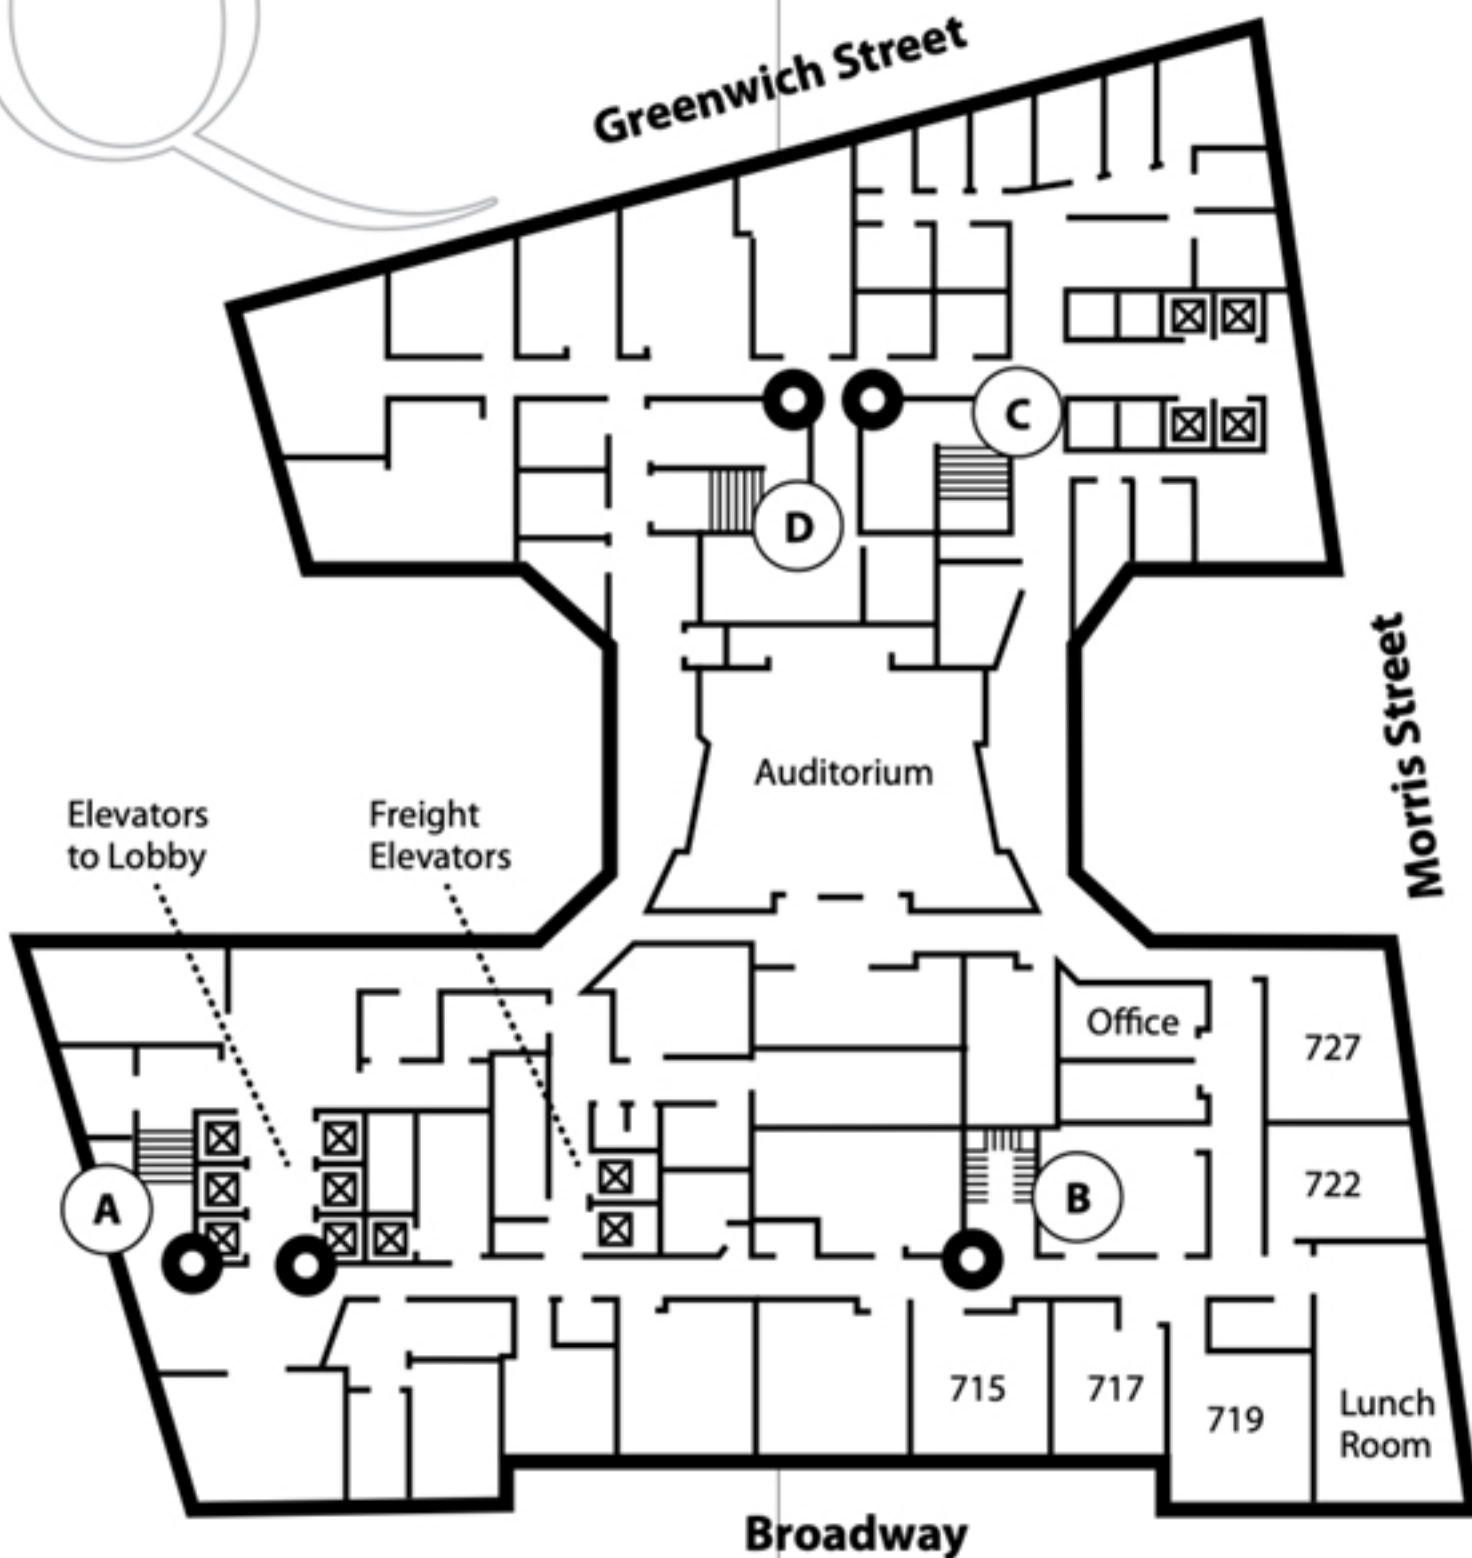 Greenwich Street
C
D
Morris Street
Auditorium
Elevators
to Lobby
Freight
Elevators
Office
727
722
A
B
715
717
719
Lunch
Room
Broadway